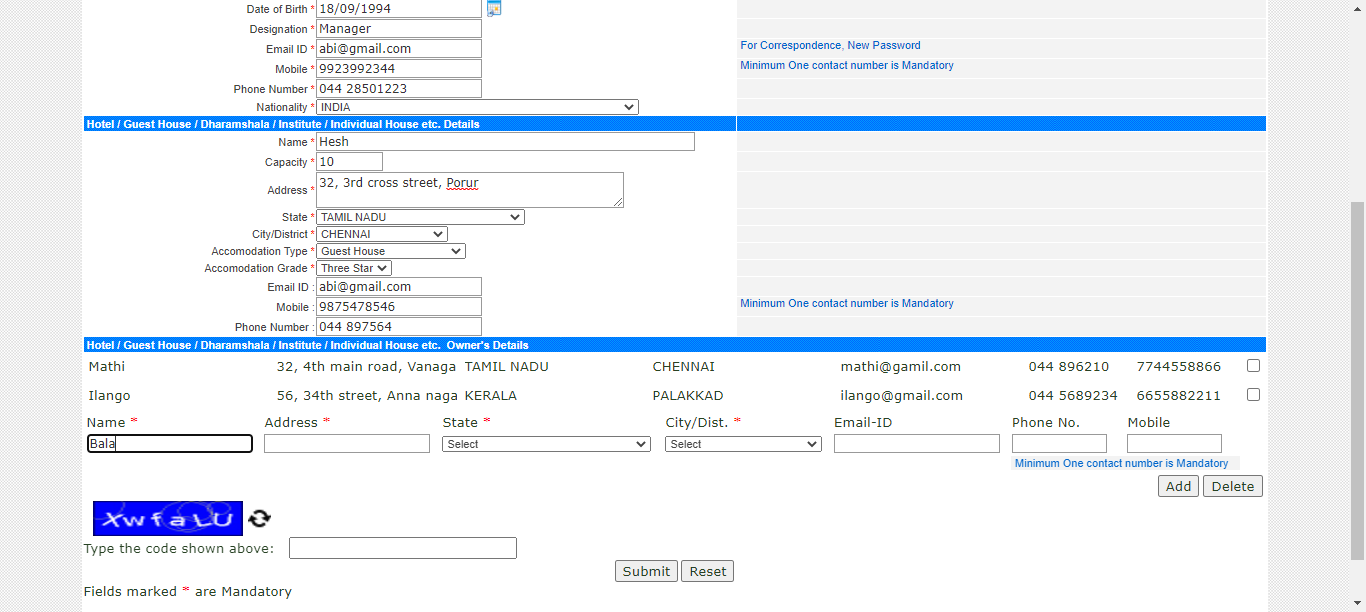 Date of Birth * 18/09/1994
Designation * Manager
Email ID * abi@gmail.com For Correspondence, New Password
Mobile * 9923992344 Minimum One contact number is Mandatory
Phone Number * 044 28501223
Nationality * INDIA
Hotel / Guest House / Dharamshala / Institute / Individual House etc. Details
Name * Hesh
Capacity * 10
Address * 32, 3rd cross street, Porur
State * TAMIL NADU
City/District * CHENNAI
Accomodation Type * Guest House
Accomodation Grade * Three Star
Email ID : abi@gmail.com
Mobile : 9875478546 Minimum One contact number is Mandatory
Phone Number : 044 897564
Hotel / Guest House / Dharamshala / Institute / Individual House etc. Owner's Details
Mathi 32, 4th main road, Vanaga TAMIL NADU CHENNAI mathi@gamil.com 044 896210 7744558866
Ilango 56, 34th street, Anna naga KERALA PALAKKAD ilango@gmail.com 044 5689234 6655882211
Name * Address * State * City/Dist. * Email-ID Phone No. Mobile
Bala Select Select
Minimum One contact number is Mandatory
Add Delete
XwfaLU
Type the code shown above:
Submit Reset
Fields marked * are Mandatory